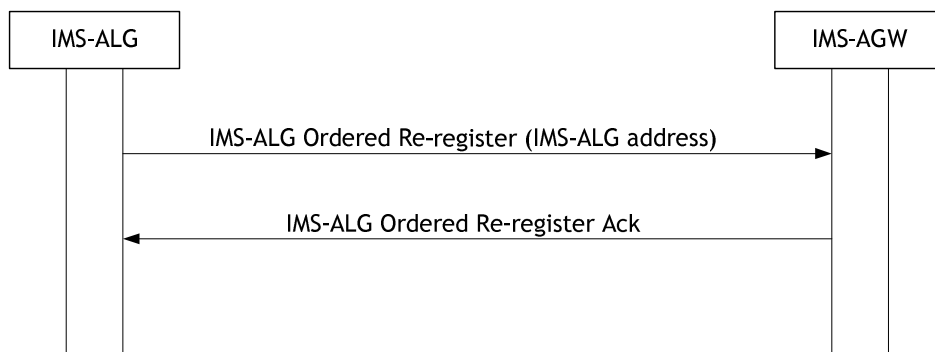 IMS-ALG
IMS-AGW
IMS-ALG Ordered Re-register (IMS-ALG address)
IMS-ALG Ordered Re-register Ack